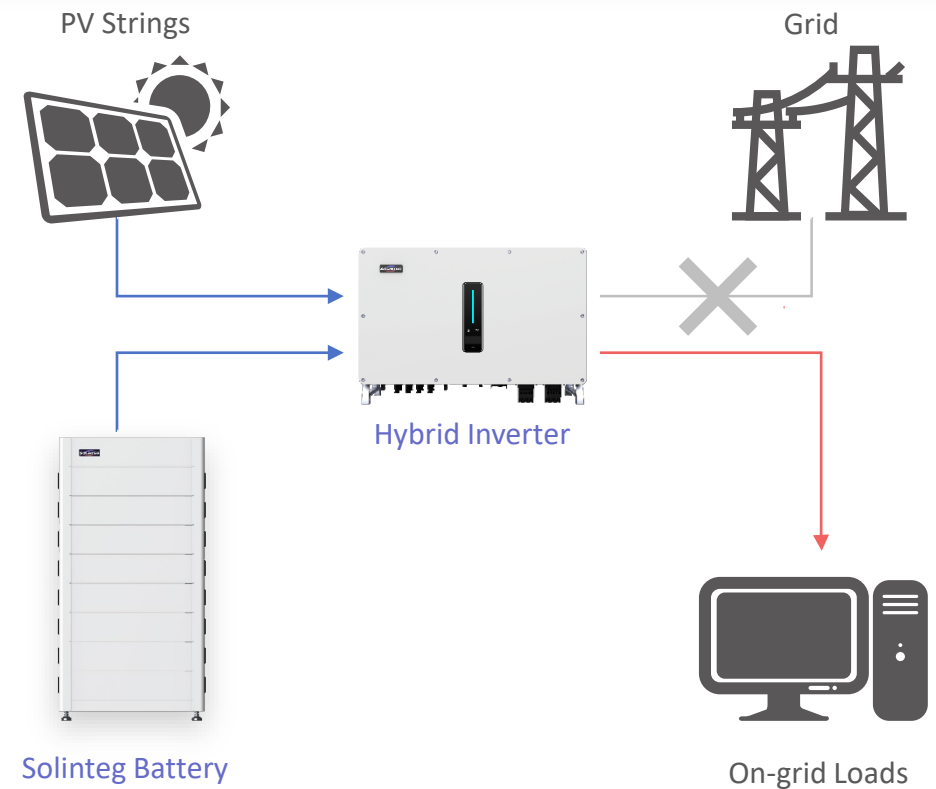 PV Strings
Grid
Hybrid Inverter
Solinteg Battery
On-grid Loads